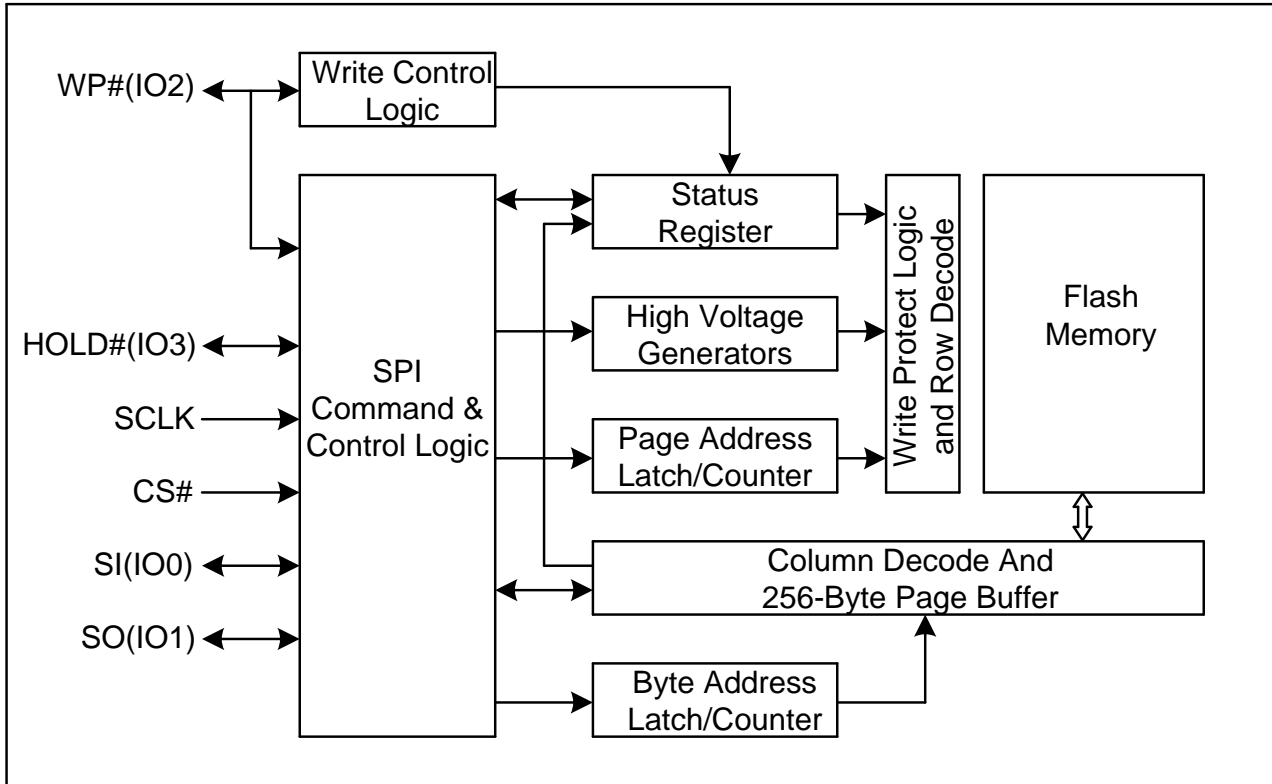 WP#(IO2)
Write Control
Logic
Status
Register
Write Protect Logic
and Row Decode
Flash
Memory
HOLD#(IO3)
High Voltage
Generators
SPI
Command &
Control Logic
SCLK
Page Address
Latch/Counter
CS#
SI(IO0)
Column Decode And
256-Byte Page Buffer
SO(IO1)
Byte Address
Latch/Counter